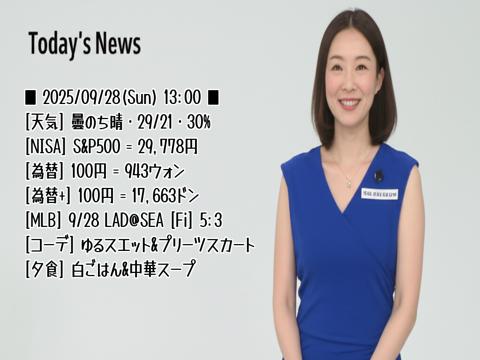 Today's News
■ 2025/09/28(Sun) 13:00 ■
[天気] 曇のち晴・29/21・30%
[NISA] S&P500 = 29,778円
[為替] 100円 = 943ウォン
[為替+] 100円 = 17,663ドン
[MLB] 9/28 LAD@SEA [Fi] 5:3
[コーデ] ゆるスエット&プリーツスカート
[夕食] 白ごはん&中華スープ